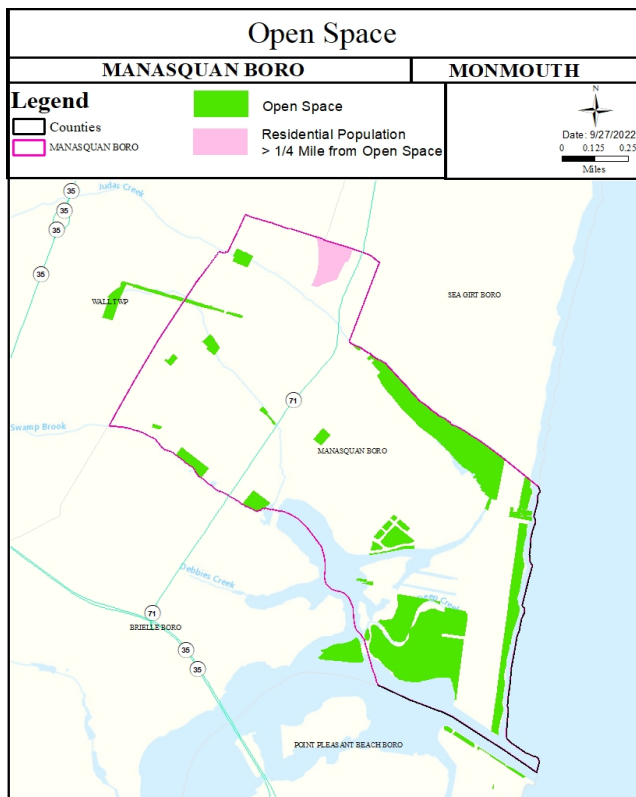 Open Space
MANASQUAN BORO
MONMOUTH
Legend
Counties
MANASQUAN BORO
Open Space
Residential Population
> 1/4 Mile from Open Space
N
Date: 9/27/2022
0 0.125 0.25
Miles
Judas Creek
35
35
35
35
WALL TWP
SEA GIRT BORO
71
Swamp Brook
MANASQUAN BORO
Debbies Creek
71
BRIELLE BORO
35
35
POINT PLEASANT BEACH BORO